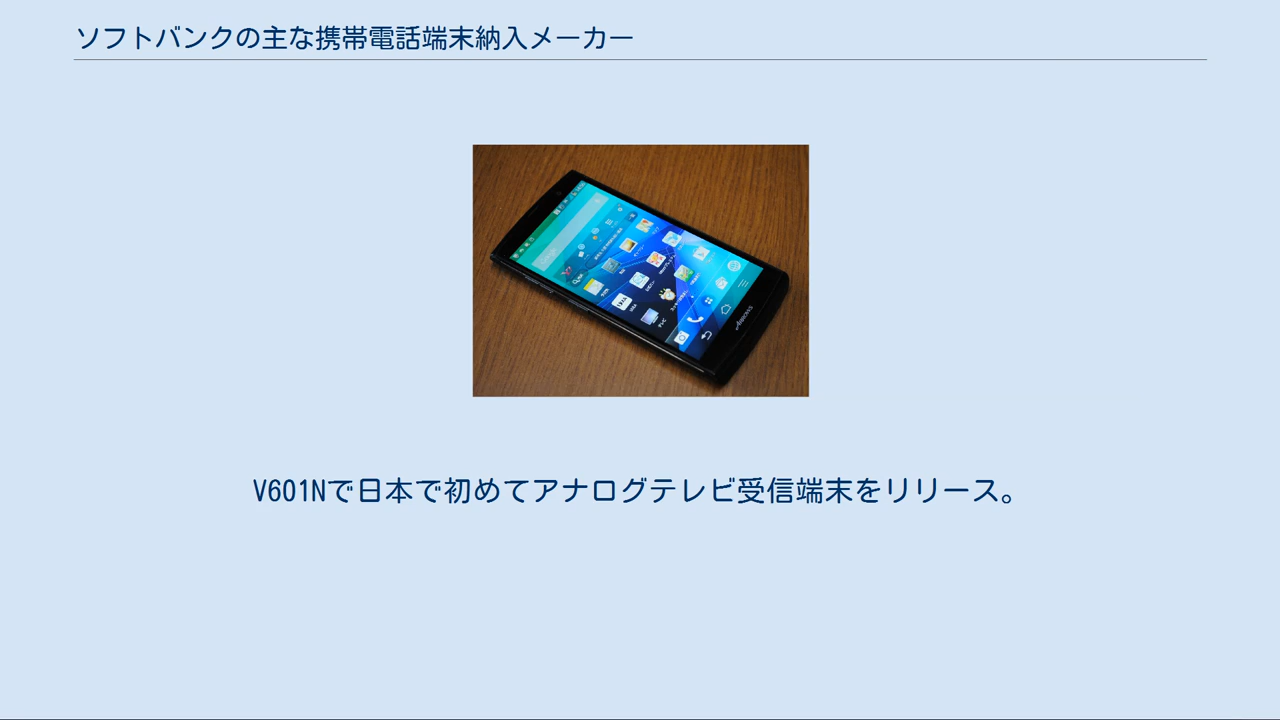 ソフトバンクの主な携帯電話端末納入メーカー
ARROWS
V601Nで日本で初めてアナログテレビ受信端末をリリース。